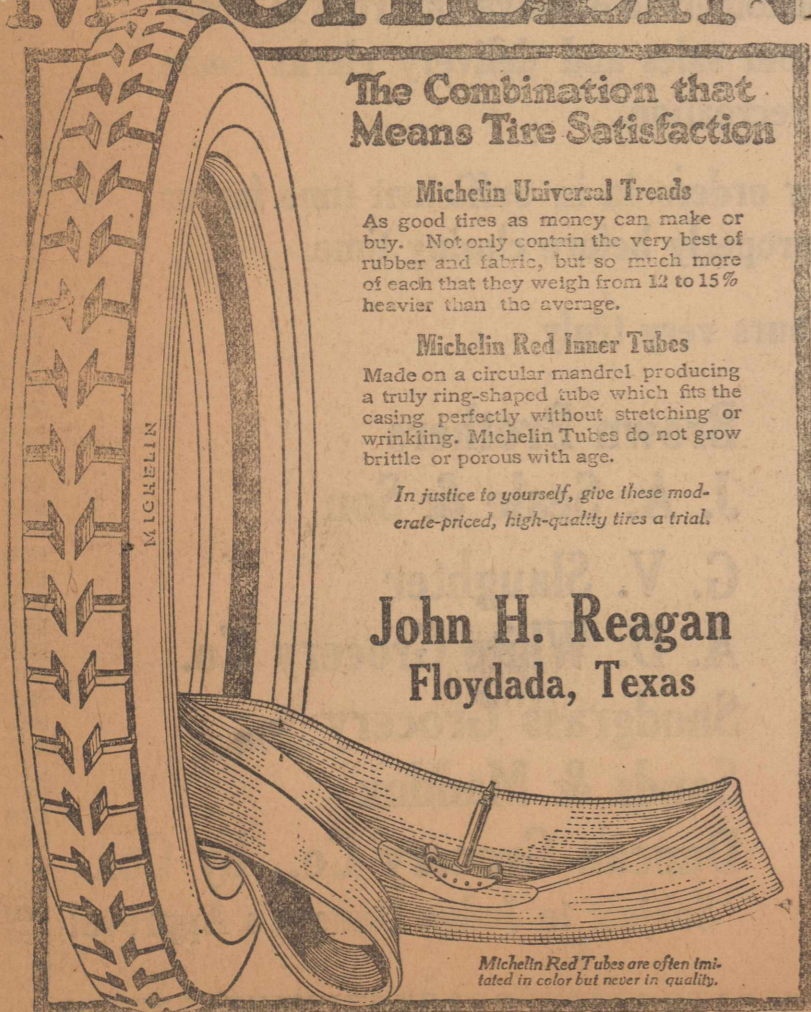 MICHELIN
The Combination that
Means Tire Satisfaction
Michelin Universal Treads
As good tires as money can make or
buy. Not only contain the very best of
rubber and fabric, but so much more
of each that they weigh from 12 to 15%
heavier than the average.
Michelin Red Inner Tubes
Made on a circular mandrel producing
a truly ring-shaped tube which fits the
casing perfectly without stretching or
wrinkling. Michelin Tubes do not grow
brittle or porous with age.
In justice to yourself, give these mod-
erate-priced, high-quality tires a trial.
MICHELIN
John H. Reagan
Floydada, Texas
Michelin Red Tubes are often imi-
tated in color but never in quality.